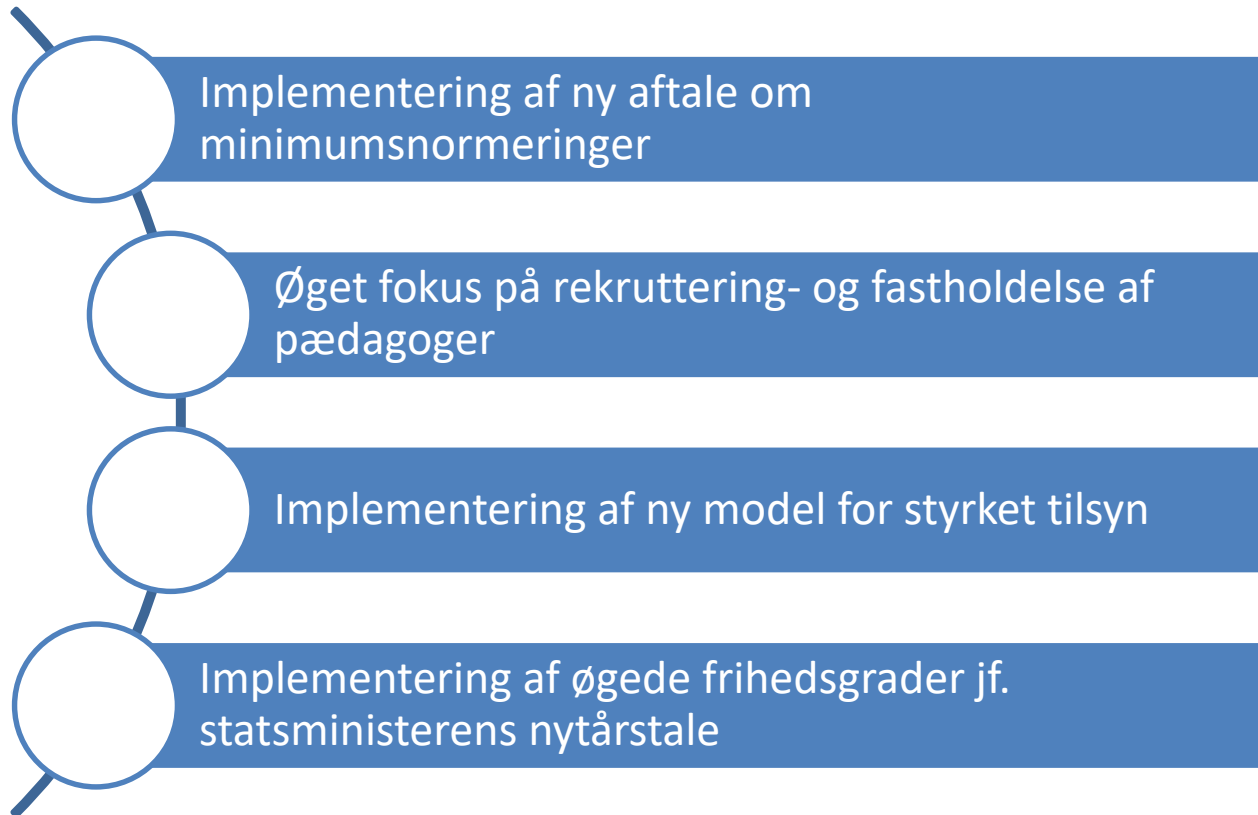 Implementering af ny aftale om
minimumsnormeringer
Øget fokus på rekruttering- og fastholdelse af
pædagoger
Implementering af ny model for styrket tilsyn
Implementering af øgede frihedsgrader jf.
statsministerens nytårstale